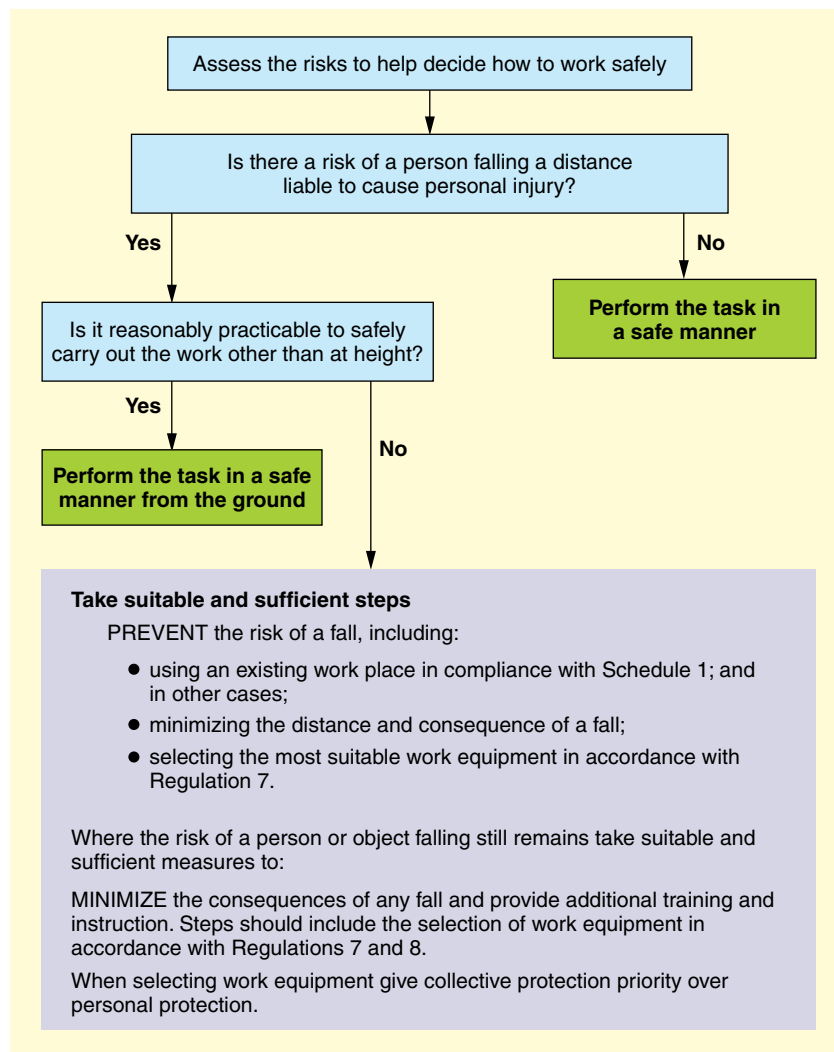 Assess the risks to help decide how to work safely
Is there a risk of a person falling a distance
liable to cause personal injury?
Yes
No
Perform the task in
a safe manner
Is it reasonably practicable to safely
carry out the work other than at height?
Yes
No
Perform the task in a safe
manner from the ground
Take suitable and sufficient steps
PREVENT the risk of a fall, including:
● using an existing work place in compliance with Schedule 1; and
in other cases;
● minimizing the distance and consequence of a fall;
● selecting the most suitable work equipment in accordance with
Regulation 7.
Where the risk of a person or object falling still remains take suitable and
sufficient measures to:
MINIMIZE the consequences of any fall and provide additional training and
instruction. Steps should include the selection of work equipment in
accordance with Regulations 7 and 8.
When selecting work equipment give collective protection priority over
personal protection.